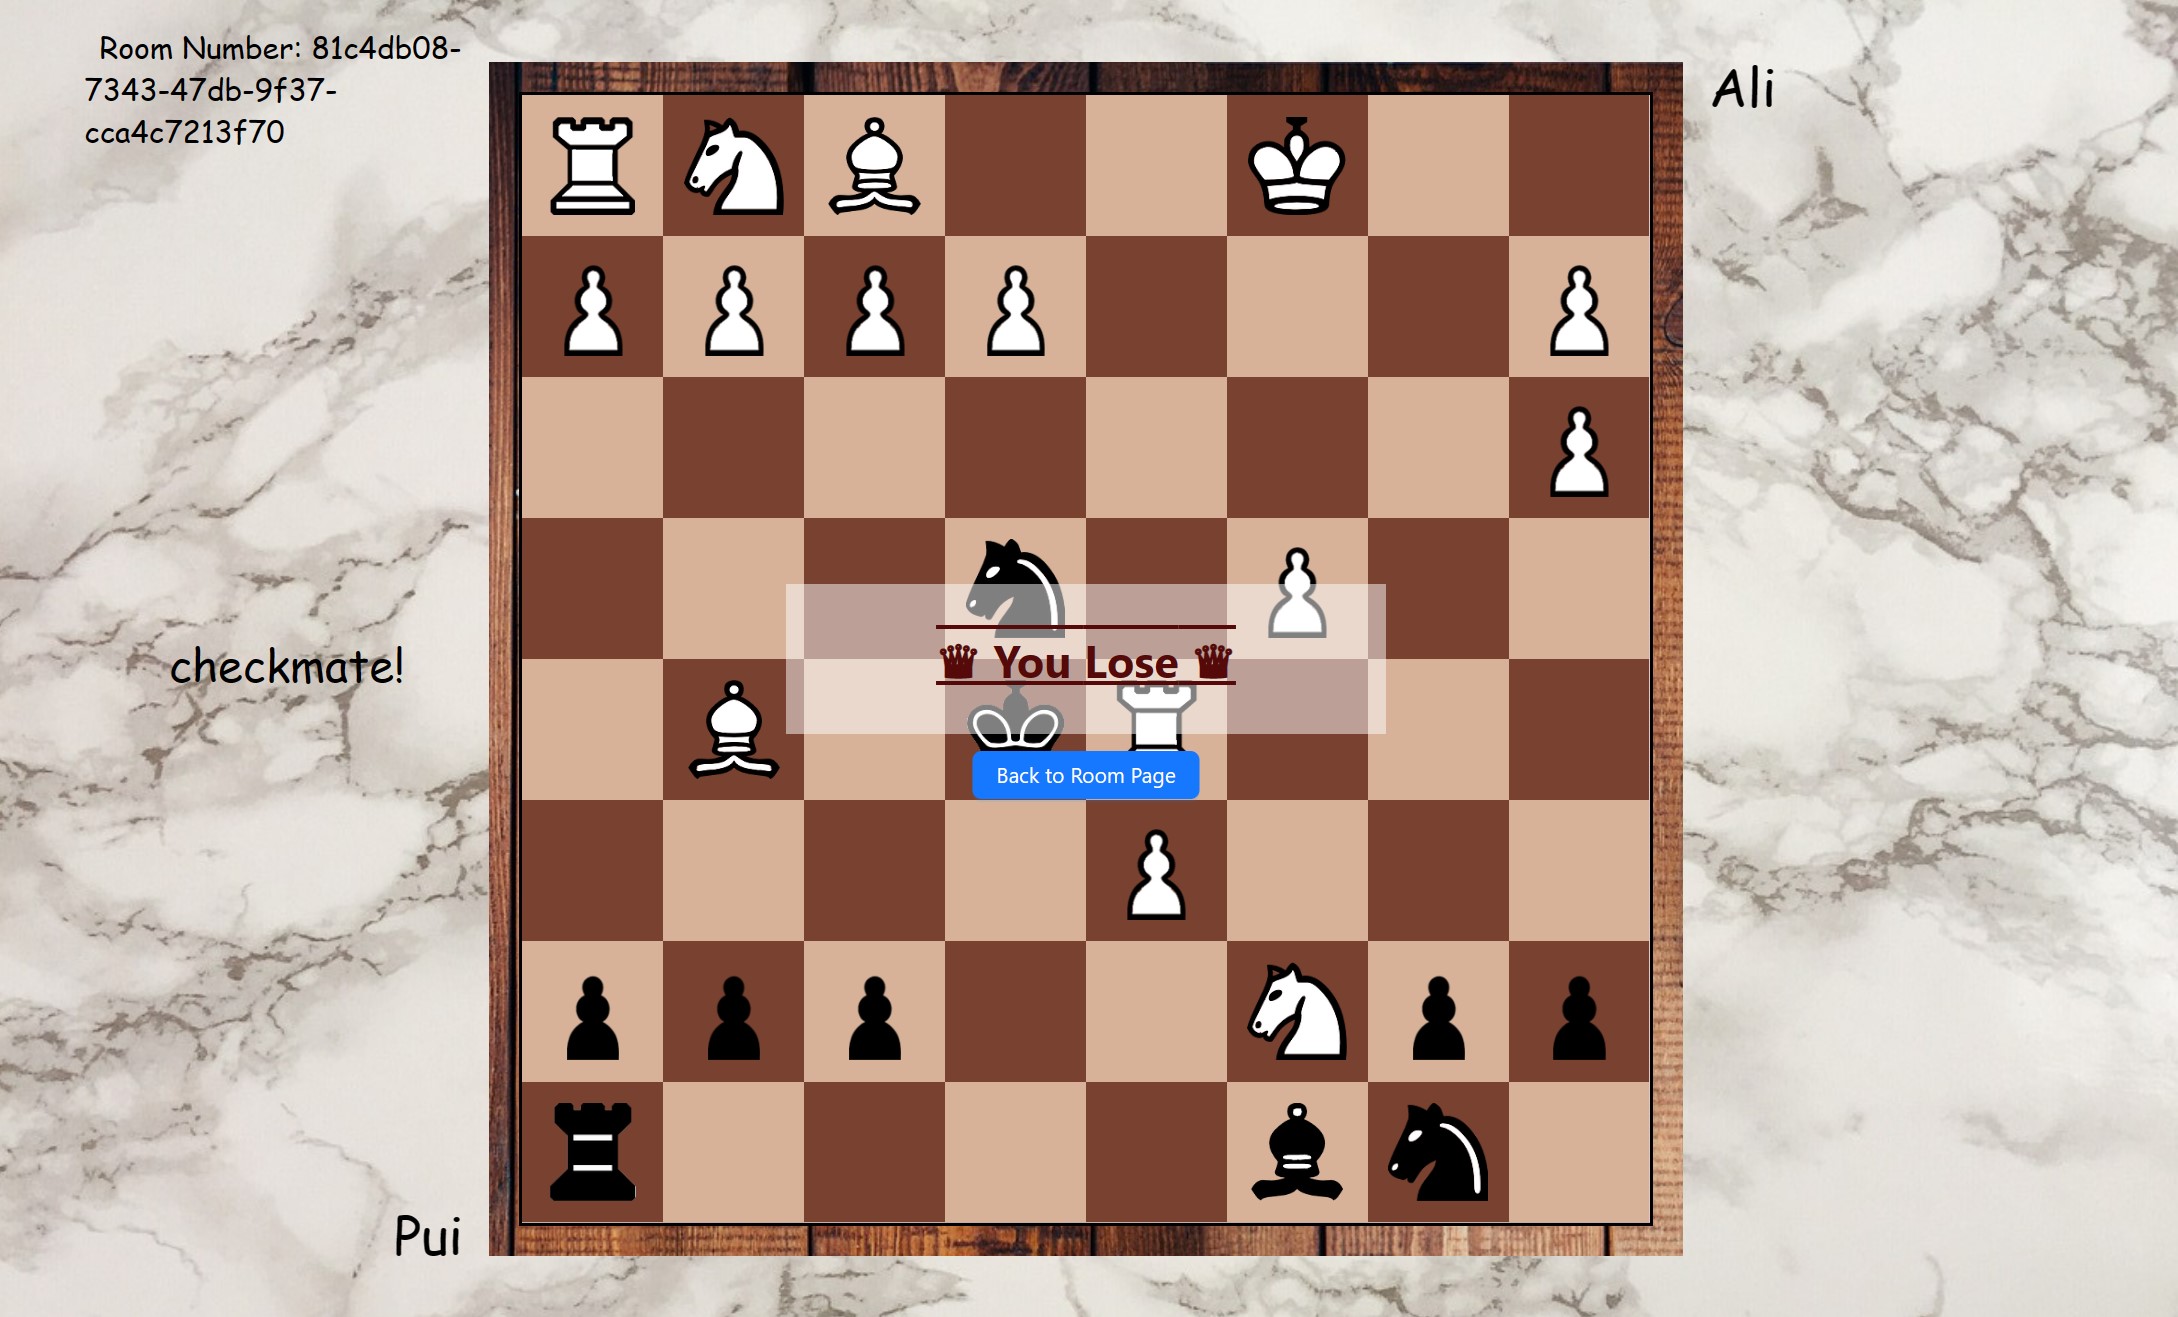 Room Number: 81c4db08-
7343-47db-9f37-
cca4c7213f70
Ali
checkmate!
♛ You Lose ♛
Back to Room Page
Pui